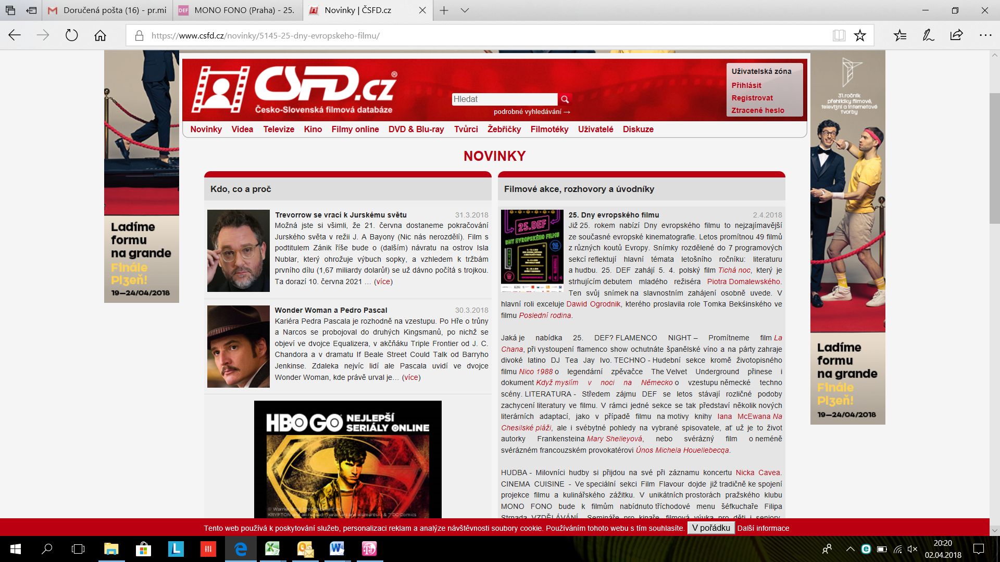 Doručená pošta (16) - pr.mi
MONO FONO (Praha) - 25.
Novinky | ČSFD.cz
https://www.csfd.cz/novinky/5145-25-dny-evropskeho-filmu/
ČSFD.cz®
Česko-Slovenská filmová databáze
Hledat
podrobné vyhledávání →
Uživatelská zóna
Přihlásit
Registrovat
Ztracené heslo
Novinky Videa Televize Kino Filmy online DVD & Blu-ray Tvůrci Žebříčky Filmotéky Uživatelé Diskuze
NOVINKY
Kdo, co a proč
Trevorrow se vrací k Jurskému světu 31.3.2018
Možná jste si všimli, že 21. června dostaneme pokračování
Jurského světa v režii J. A Bayony (Nic nás nerozdělí). Film s
podtitulem Zánik říše bude o (dalším) návratu na ostrov Isla
Nublar, který ohrožuje výbuch sopky, a vzhledem k tržbám
prvního dílu (1,67 miliardy dolarů!) se už dávno počítá s trojkou.
Ta dorazí 10. června 2021 … (více)
Wonder Woman a Pedro Pascal 30.3.2018
Kariéra Pedra Pascala je rozhodně na vzestupu. Po Hře o trůny
a Narcos se probojoval do druhých Kingsmanů, po nichž se
objeví ve dvojce Equalizera, v akčňáku Triple Frontier od J. C.
Chandora a v dramatu If Beale Street Could Talk od Barryho
Jenkinse. Zdaleka nejvíc lidí ale Pascala uvidí ve dvojce
Wonder Woman, kde právě urval je… (více)
HBO GO NEJLEPŠÍ
SERIÁLY ONLINE
Filmové akce, rozhovory a úvodníky
25.DEF
DNY EVROPSKÉHO FILMU
25. Dny evropského filmu 2.4.2018
Již 25. rokem nabízí Dny evropského filmu to nejzajímavější
ze současné evropské kinematografie. Letos promítnou 49 filmů
z různých koutů Evropy. Snímky rozdělené do 7 programových
sekcí reflektují hlavní témata letošního ročníku: literaturu
a hudbu. 25. DEF zahájí 5. 4. polský film Tichá noc, který je
strhujícím debutem mladého režiséra Piotra Domalewského.
Ten svůj snímek na slavnostním zahájení osobně uvede. V
hlavní roli exceluje Dawid Ogrodnik, kterého proslavila role Tomka Bekśinského ve
filmu Poslední rodina.
Jaká je nabídka 25. DEF? FLAMENCO NIGHT – Promítneme film La
Chana, při vystoupení flamenco show ochutnáte španělské víno a na párty zahraje
divoké latino DJ Tea Jay Ivo. TECHNO - Hudební sekce kromě životopisného
filmu Nico 1988 o legendární zpěvačce The Velvet Underground přinese i
dokument Když myslím v noci na Německo o vzestupu německé techno
scény. LITERATURA - Středem zájmu DEF se letos stávají rozličné podoby
zachycení literatury ve filmu. V rámci jedné sekce se tak představí několik nových
literárních adaptací, jako v případě filmu na motivy knihy Iana McEwana Na
Chesilské pláži, ale i svébytné pohledy na vybrané spisovatele, ať už je to život
autorky Frankensteina Mary Shelleyová, nebo svérázný film o neméně
svérázném francouzském provokatérovi Únos Michela Houellebecqa.
HUDBA - Milovníci hudby si přijdou na své při záznamu koncertu Nicka Cavea.
CINEMA CUISINE - Ve speciální sekci Film Flavour dojde již tradičně ke spojení
projekce filmu a kulinářského zážitku. V unikátních prostorách pražského klubu
MONO FONO bude k filmům nabídnuto tříchodové menu šéfkuchaře Filipa
Ladíme
formu
na grande
Finále
Plzeň!
19—24/04/2018
31.ročník
přehlídky filmové,
televizní a internetové
tvorby
Ladíme
formu
na grande
Finále
Plzeň!
19—24/04/2018
Tento web používá k poskytování služeb, personalizaci reklam a analýze návštěvnosti soubory cookie. Používáním tohoto webu s tím souhlasíte. V pořádku Další informace
20:20
02.04.2018